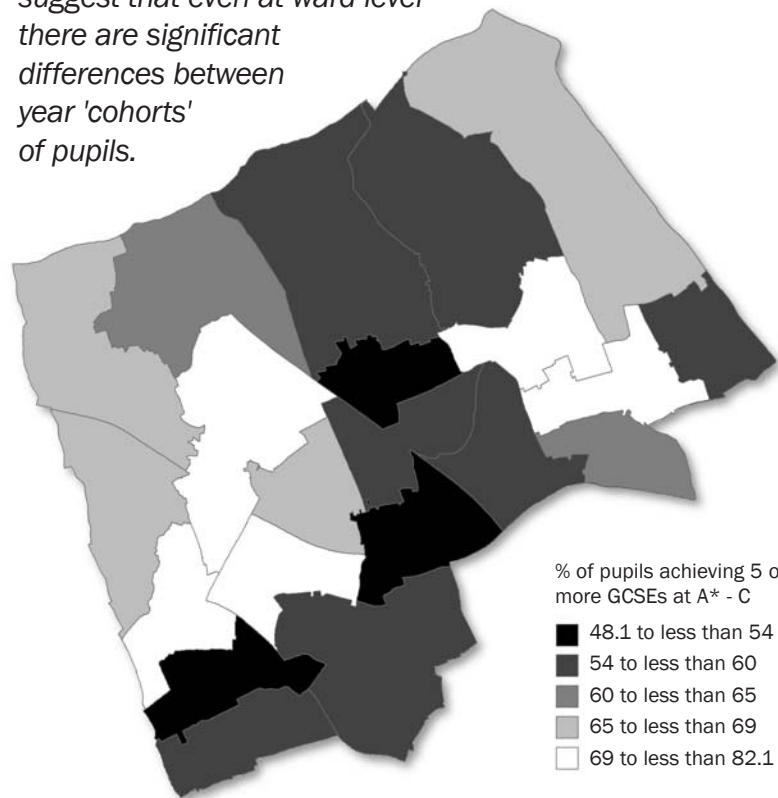 suggest that even at ward level
there are significant
differences between
year 'cohorts'
of pupils.
% of pupils achieving 5 o
more GCSEs at A* - C
48.1 to less than 54
54 to less than 60
60 to less than 65
65 to less than 69
69 to less than 82.1